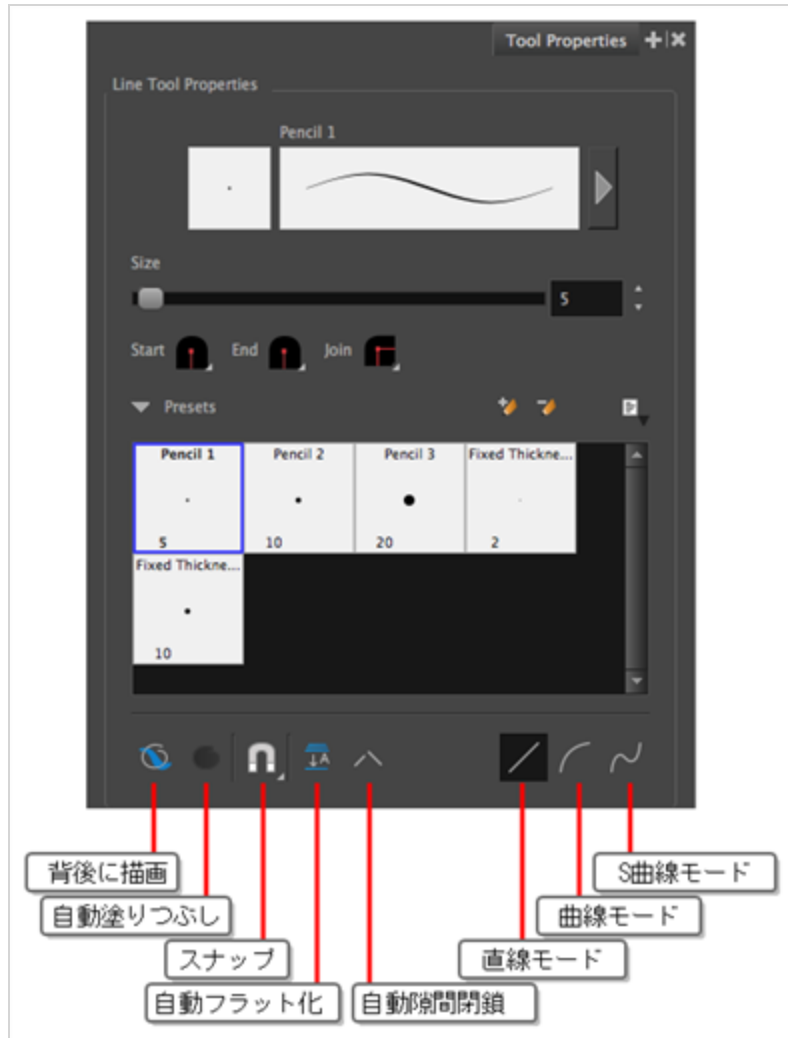 Tool Properties
Line Tool Properties
Pencil 1
Size
5
Start End Join
Presets
Pencil 1 Pencil 2 Pencil 3 Fixed Thickne...
5 10 20 2
Fixed Thickne...
10
背後に描画
S曲線モード
自動塗りつぶし
曲線モード
スナップ
直線モード
自動フラット化
自動隙間閉鎖